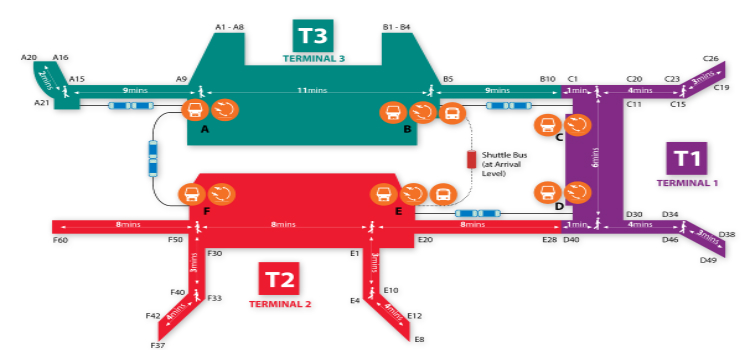 A1 - A8
B1 - B4
T3
TERMINAL 3
A20
A16
2mins
A15
A21
9mins
A9
11mins
B5
9mins
B10
C1
1min
C20
4mins
C23
C26
3mins
C19
C11
C15
A
B
C
Shuttle Bus
(at Arrival
Level)
6mins
T1
TERMINAL 1
F
E
D
8mins
F60
F50
8mins
E20
8mins
E28
D40
1min
D30
D34
4mins
D46
D38
3mins
D49
F30
3mins
T2
TERMINAL 2
E1
3mins
F40
F33
F42
4mins
F37
E4
E10
4mins
E12
E8